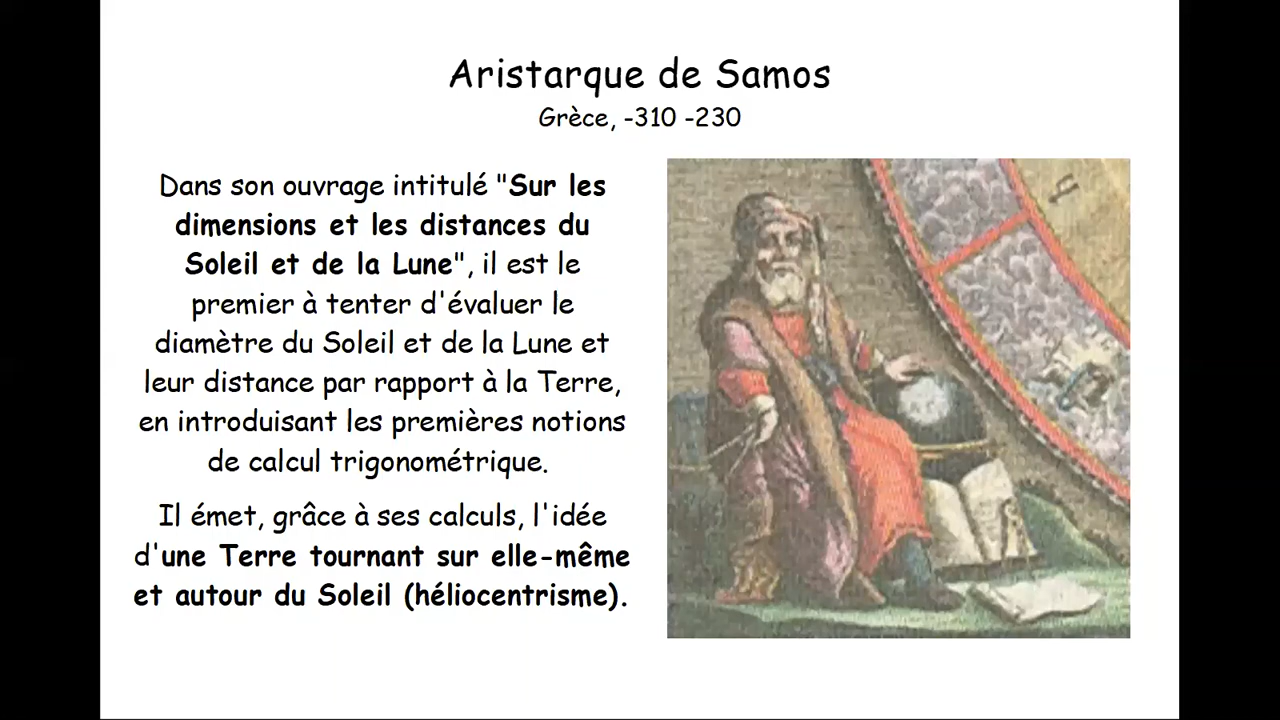 Aristarque de Samos
Grèce, -310 -230
Dans son ouvrage intitulé "Sur les
dimensions et les distances du
Soleil et de la Lune", il est le
premier à tenter d'évaluer le
diamètre du Soleil et de la Lune et
leur distance par rapport à la Terre,
en introduisant les premières notions
de calcul trigonométrique.
Il émet, grâce à ses calculs, l'idée
d'une Terre tournant sur elle-même
et autour du Soleil (héliocentrisme).